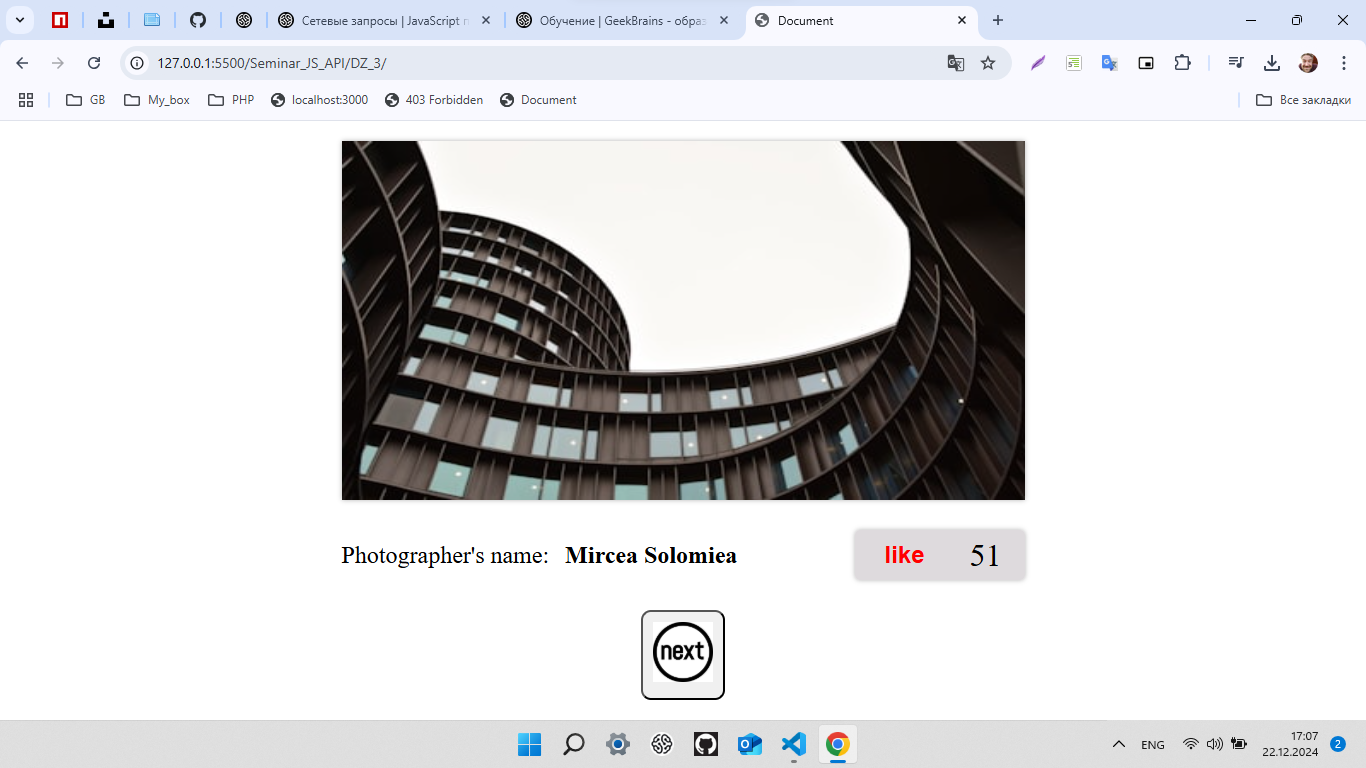 Сетевые запросы | JavaScript п
Обучение | GeekBrains - образ
Document
127.0.0.1:5500/Seminar_JS_API/DZ_3/
GB
My_box
PHP
localhost:3000
403 Forbidden
Document
Все закладки
Photographer's name: Mircea Solomiea
like 51
next
ENG
17:07
22.12.2024
2